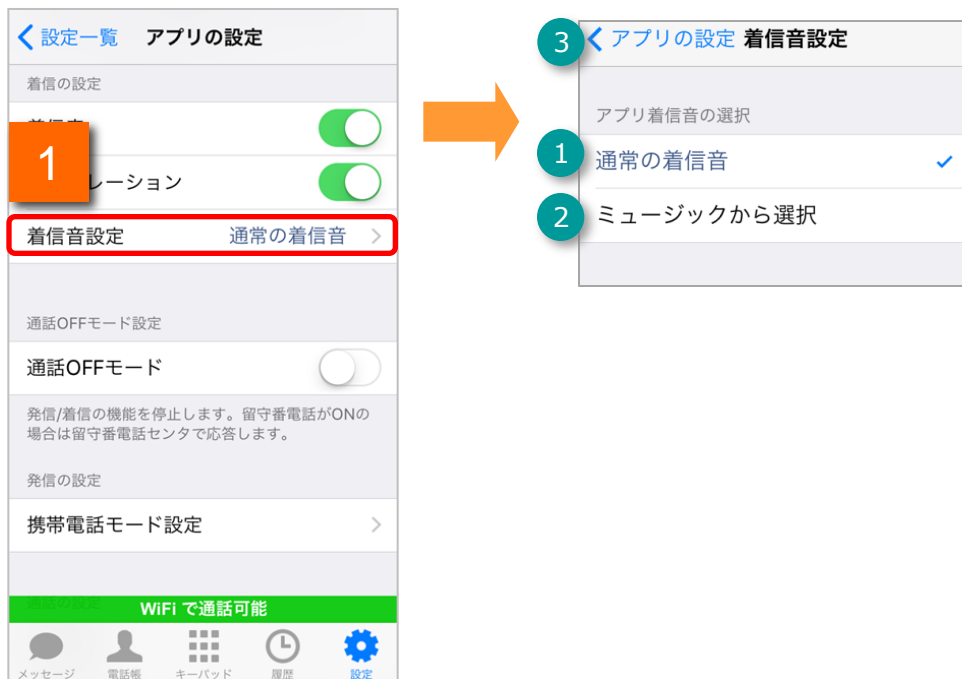 設定一覧 アプリの設定
着信の設定
1
レーション
着信音設定 通常の着信音
通話OFFモード設定
通話OFFモード
発信/着信の機能を停止します。留守番電話がONの
場合は留守番電話センタで応答します。
発信の設定
携帯電話モード設定
通話の設定
WiFi で通話可能
メッセージ 電話帳 キーパッド 履歴 設定
3 アプリの設定 着信音設定
アプリ着信音の選択
1 通常の着信音
2 ミュージックから選択